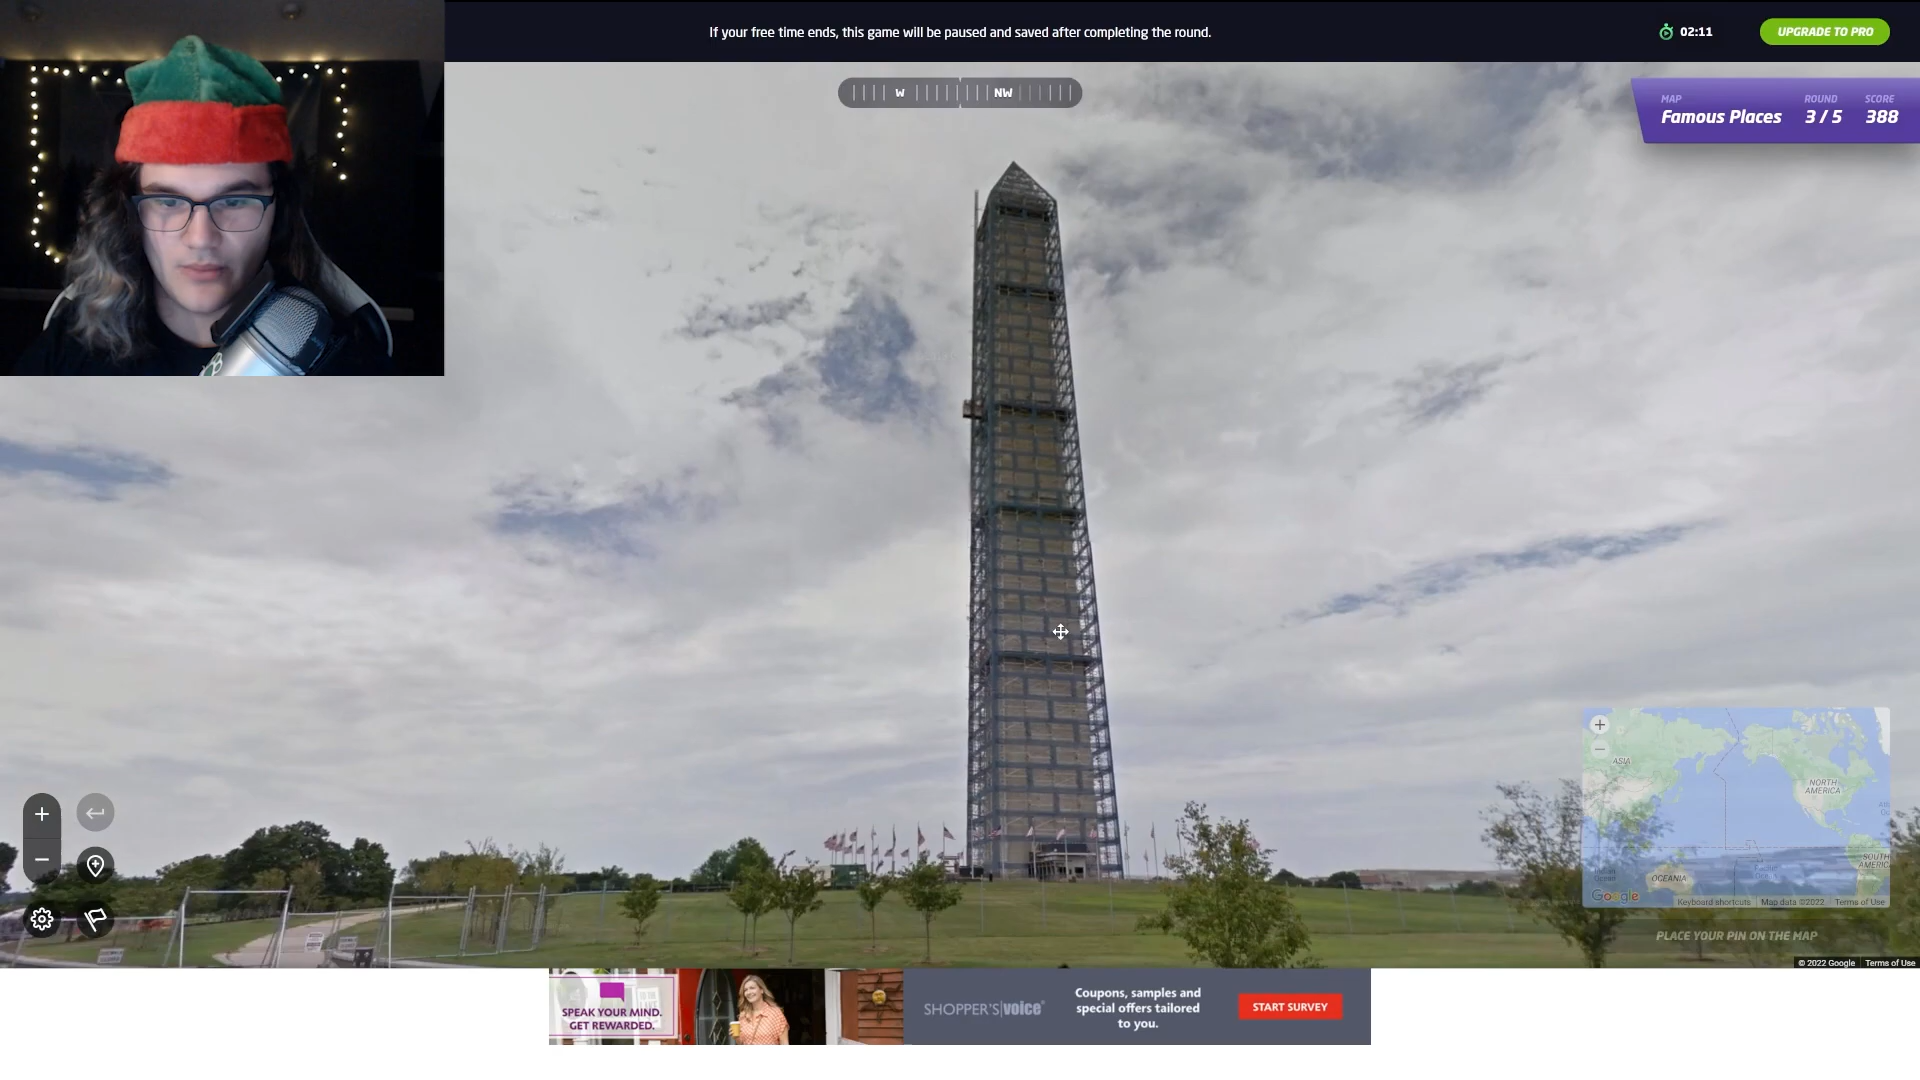 If your free time ends, this game will be paused and saved after completing the round.
02:11
UPGRADE TO PRO
W
NW
MAP
Famous Places
ROUND
3 / 5
SCORE
388
ASIA
NORTH
AMERICA
SOUTH
AMERIC
OCEANIA
Google
Keyboard shortcuts
Map data ©2022
Terms of Use
PLACE YOUR PIN ON THE MAP
© 2022 Google
Terms of Use
SPEAK YOUR MIND.
GET REWARDED.
SHOPPER'S voice
Coupons, samples and
special offers tailored
to you.
START SURVEY